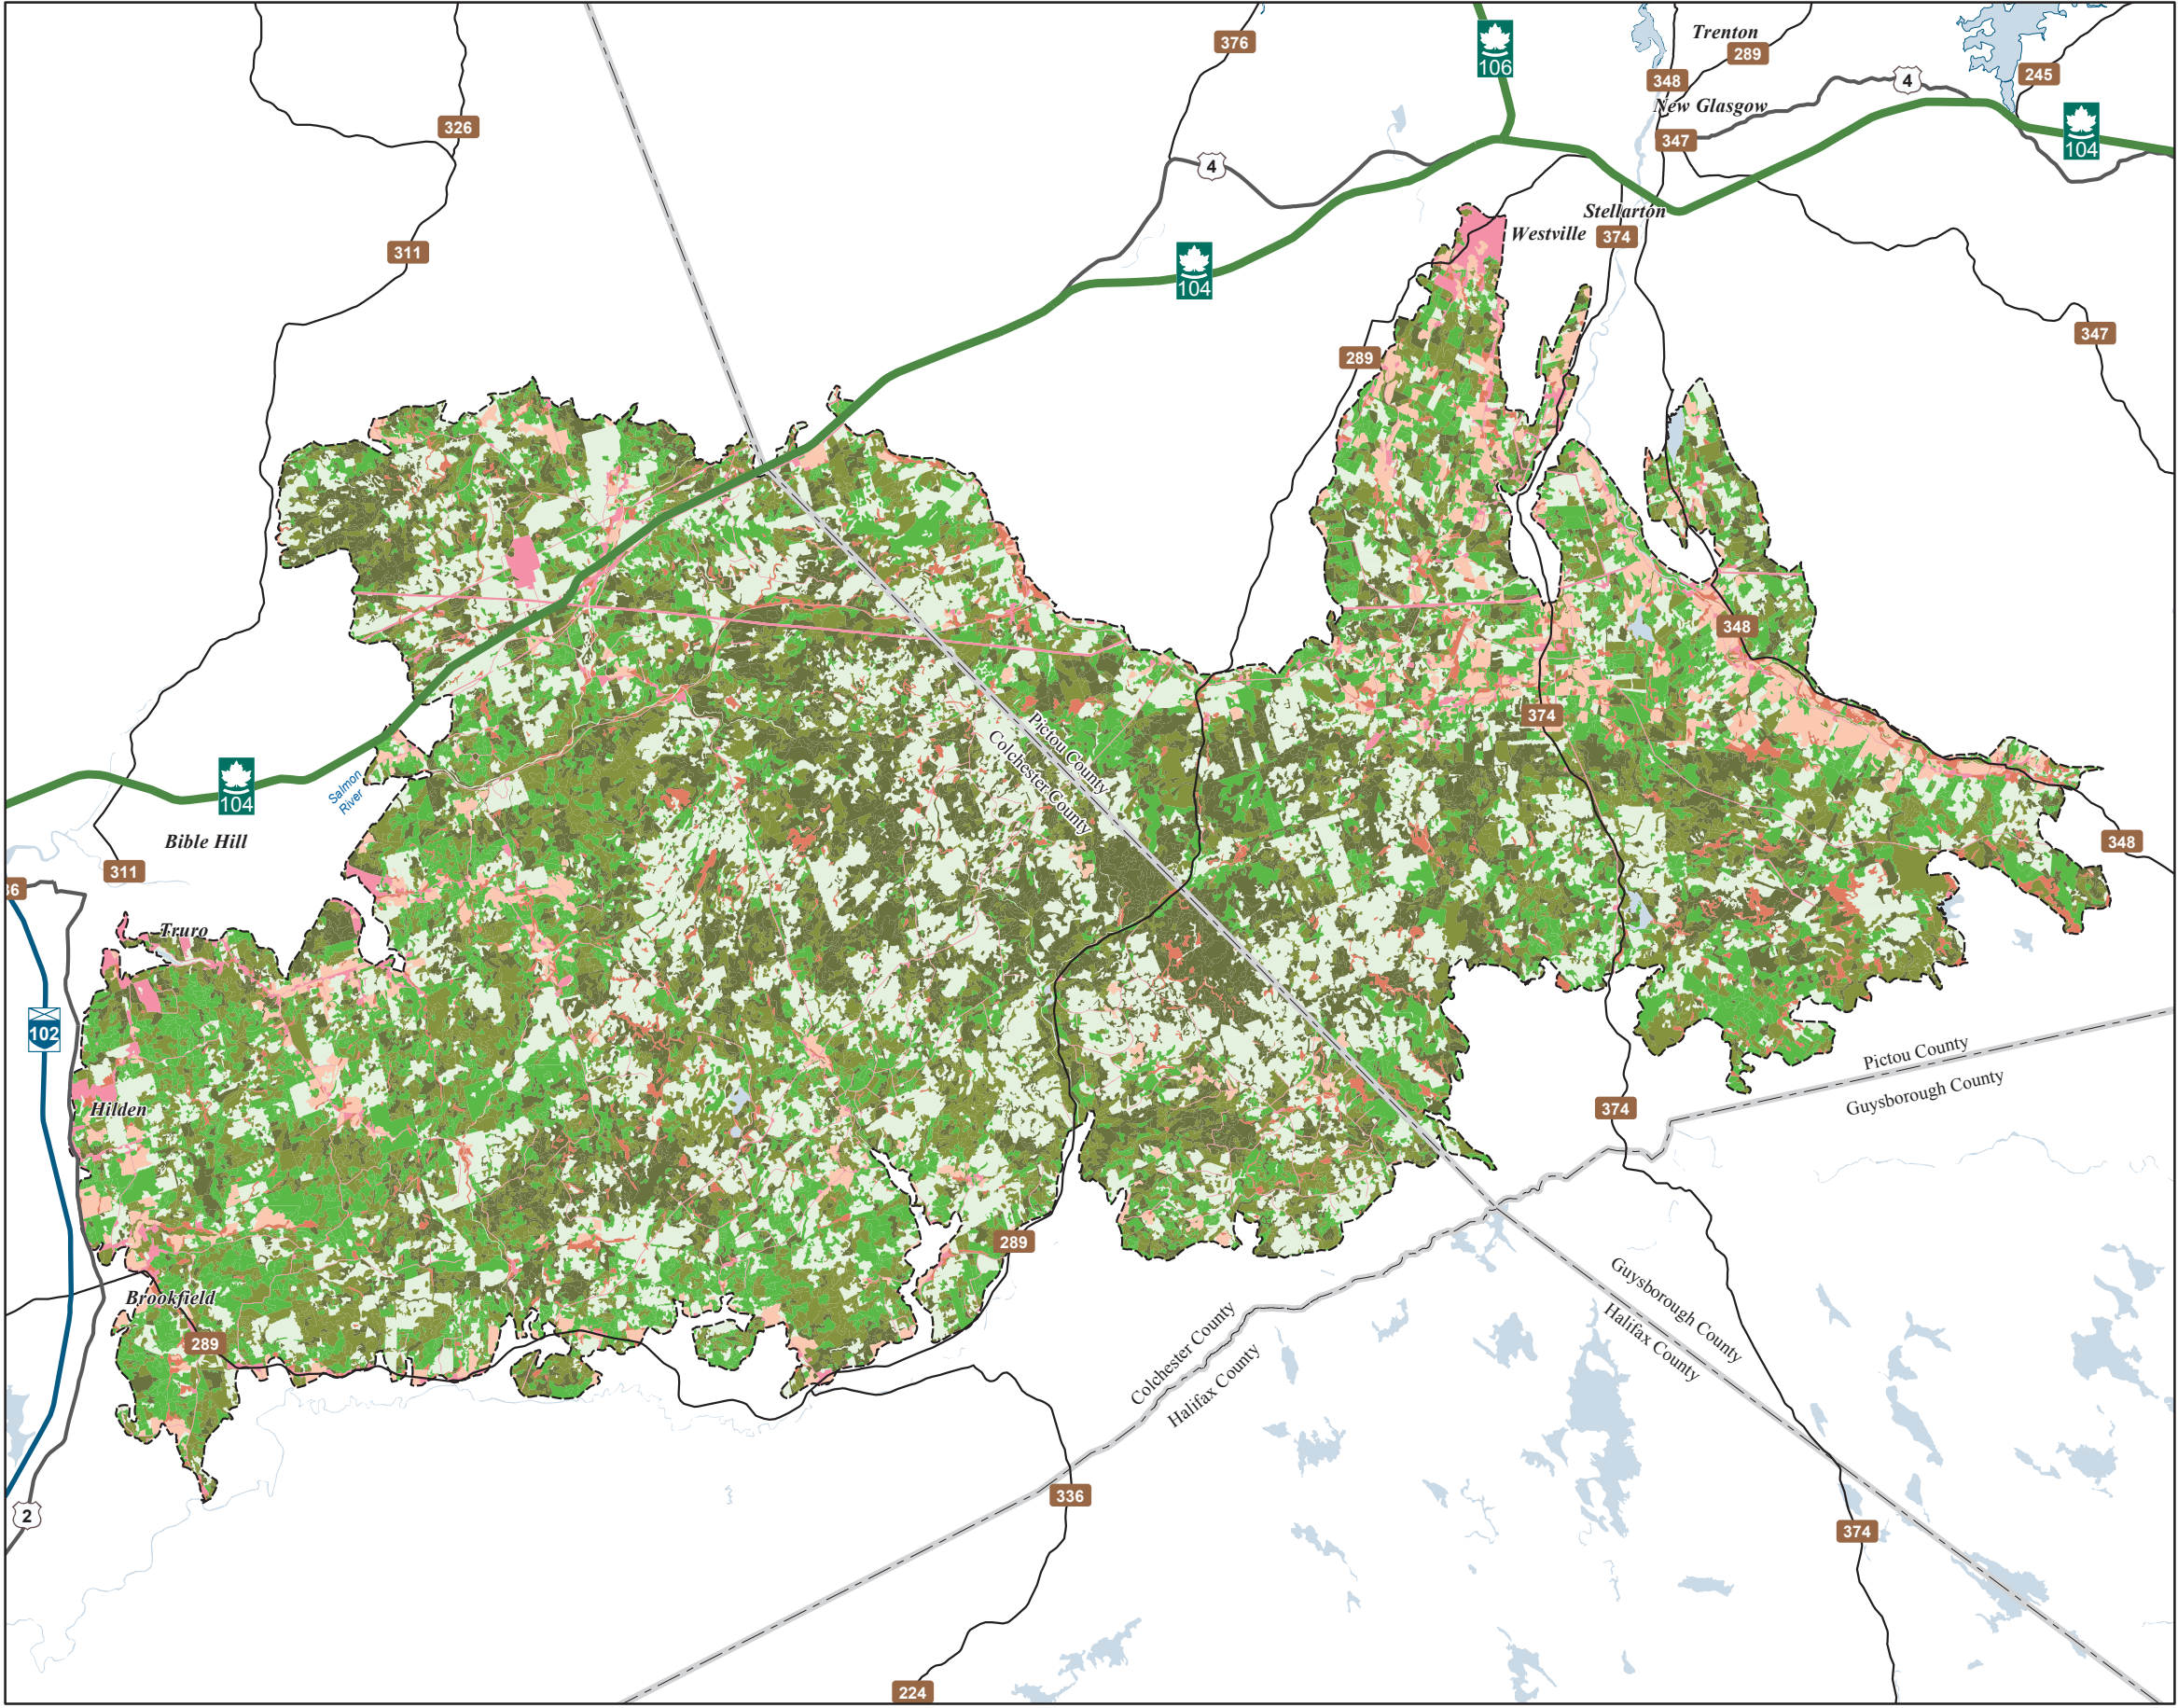 376
106
Trenton
289
348
245
4
New Glasgow
326
347
104
4
Stellarton
Westville
374
311
104
347
289
348
374
Pictou County
Colchester County
Salmon
River
104
Bible Hill
311
348
Truro
102
Pictou County
Guysborough County
Hilden
374
289
Brookfield
289
Guysborough County
Halifax County
Colchester County
Halifax County
336
2
374
224